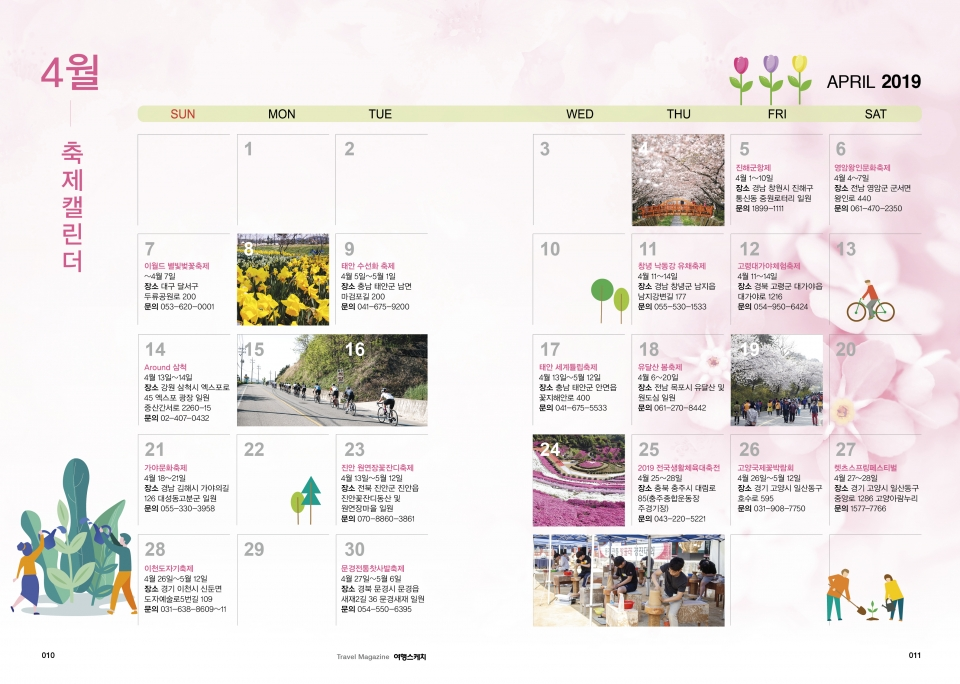 4월
축제캘린더
APRIL 2019
SUN MON TUE WED THU FRI SAT
1
2
3
4
5
진해군항제
4월 1~10일
장소 경남 창원시 진해구
통신동 중원로터리 일원
문의 1899-1111
6
영암왕인문화축제
4월 4~7일
장소 전남 영암군 군서면
왕인로 440
문의 061-470-2350
7
이월드 별빛벚꽃축제
~4월 7일
장소 대구 달서구
두류공원로 200
문의 053-620-0001
8
9
태안 수선화 축제
4월 5일~5월 1일
장소 충남 태안군 남면
마검포길 200
문의 041-675-9200
10
11
창녕 낙동강 유채축제
4월 11~14일
장소 경남 창녕군 남지읍
남지강변길 177
문의 055-530-1533
12
고령대가야체험축제
4월 11~14일
장소 경북 고령군 대가야읍
대가야로 1216
문의 054-950-6424
13
14
Around 삼척
4월 13일~14일
장소 강원 삼척시 엑스포로
45 엑스포 광장 일원
중산간서로 2260-15
문의 02-407-0432
15
16
17
태안 세계튤립축제
4월 13일~5월 12일
장소 충남 태안군 안면읍
꽃지해안로 400
문의 041-675-5533
18
유달산 봄축제
4월 6~20일
장소 전남 목포시 유달산 및
원도심 일원
문의 061-270-8442
19
20
21
가야문화축제
4월 18~21일
장소 경남 김해시 가야의길
126 대성동고분군 일원
문의 055-330-3958
22
23
진안 원연장꽃잔디축제
4월 13일~5월 12일
장소 전북 진안군 진안읍
진안꽃잔디동산 및
원연장마을 일원
문의 070-8860-3861
24
25
2019 전국생활체육대축전
4월 25~28일
장소 충북 충주시 대림로
85(충주종합운동장
주경기장)
문의 043-220-5221
26
고양국제꽃박람회
4월 26일~5월 12일
장소 경기 고양시 일산동구
호수로 595
문의 031-908-7750
27
렛츠스프링페스티벌
4월 27~28일
장소 경기 고양시 일산동구
중앙로 1286 고양아람누리
문의 1577-7766
28
이천도자기축제
4월 26일~5월 12일
장소 경기 이천시 신둔면
도자예술로5번길 109
문의 031-638-8609~11
29
30
문경전통찻사발축제
4월 27일~5월 6일
장소 경북 문경시 문경읍
새재2길 36 문경새재 일원
문의 054-550-6395
010
Travel Magazine 여행스케치
011